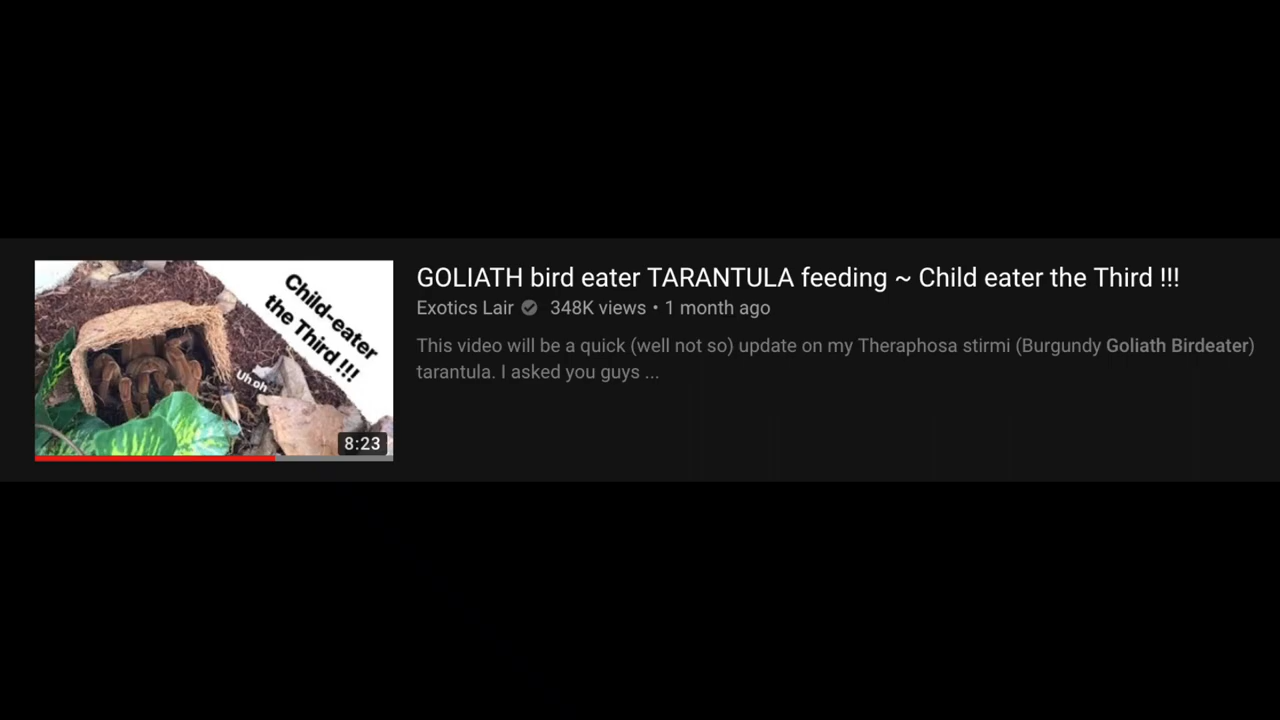 Child-eater
the Third !!!
Uh oh
8:23
GOLIATH bird eater TARANTULA feeding ~ Child eater the Third !!!
Exotics Lair 348K views • 1 month ago
This video will be a quick (well not so) update on my Theraphosa stirmi (Burgundy Goliath Birdeater)
tarantula. I asked you guys ...